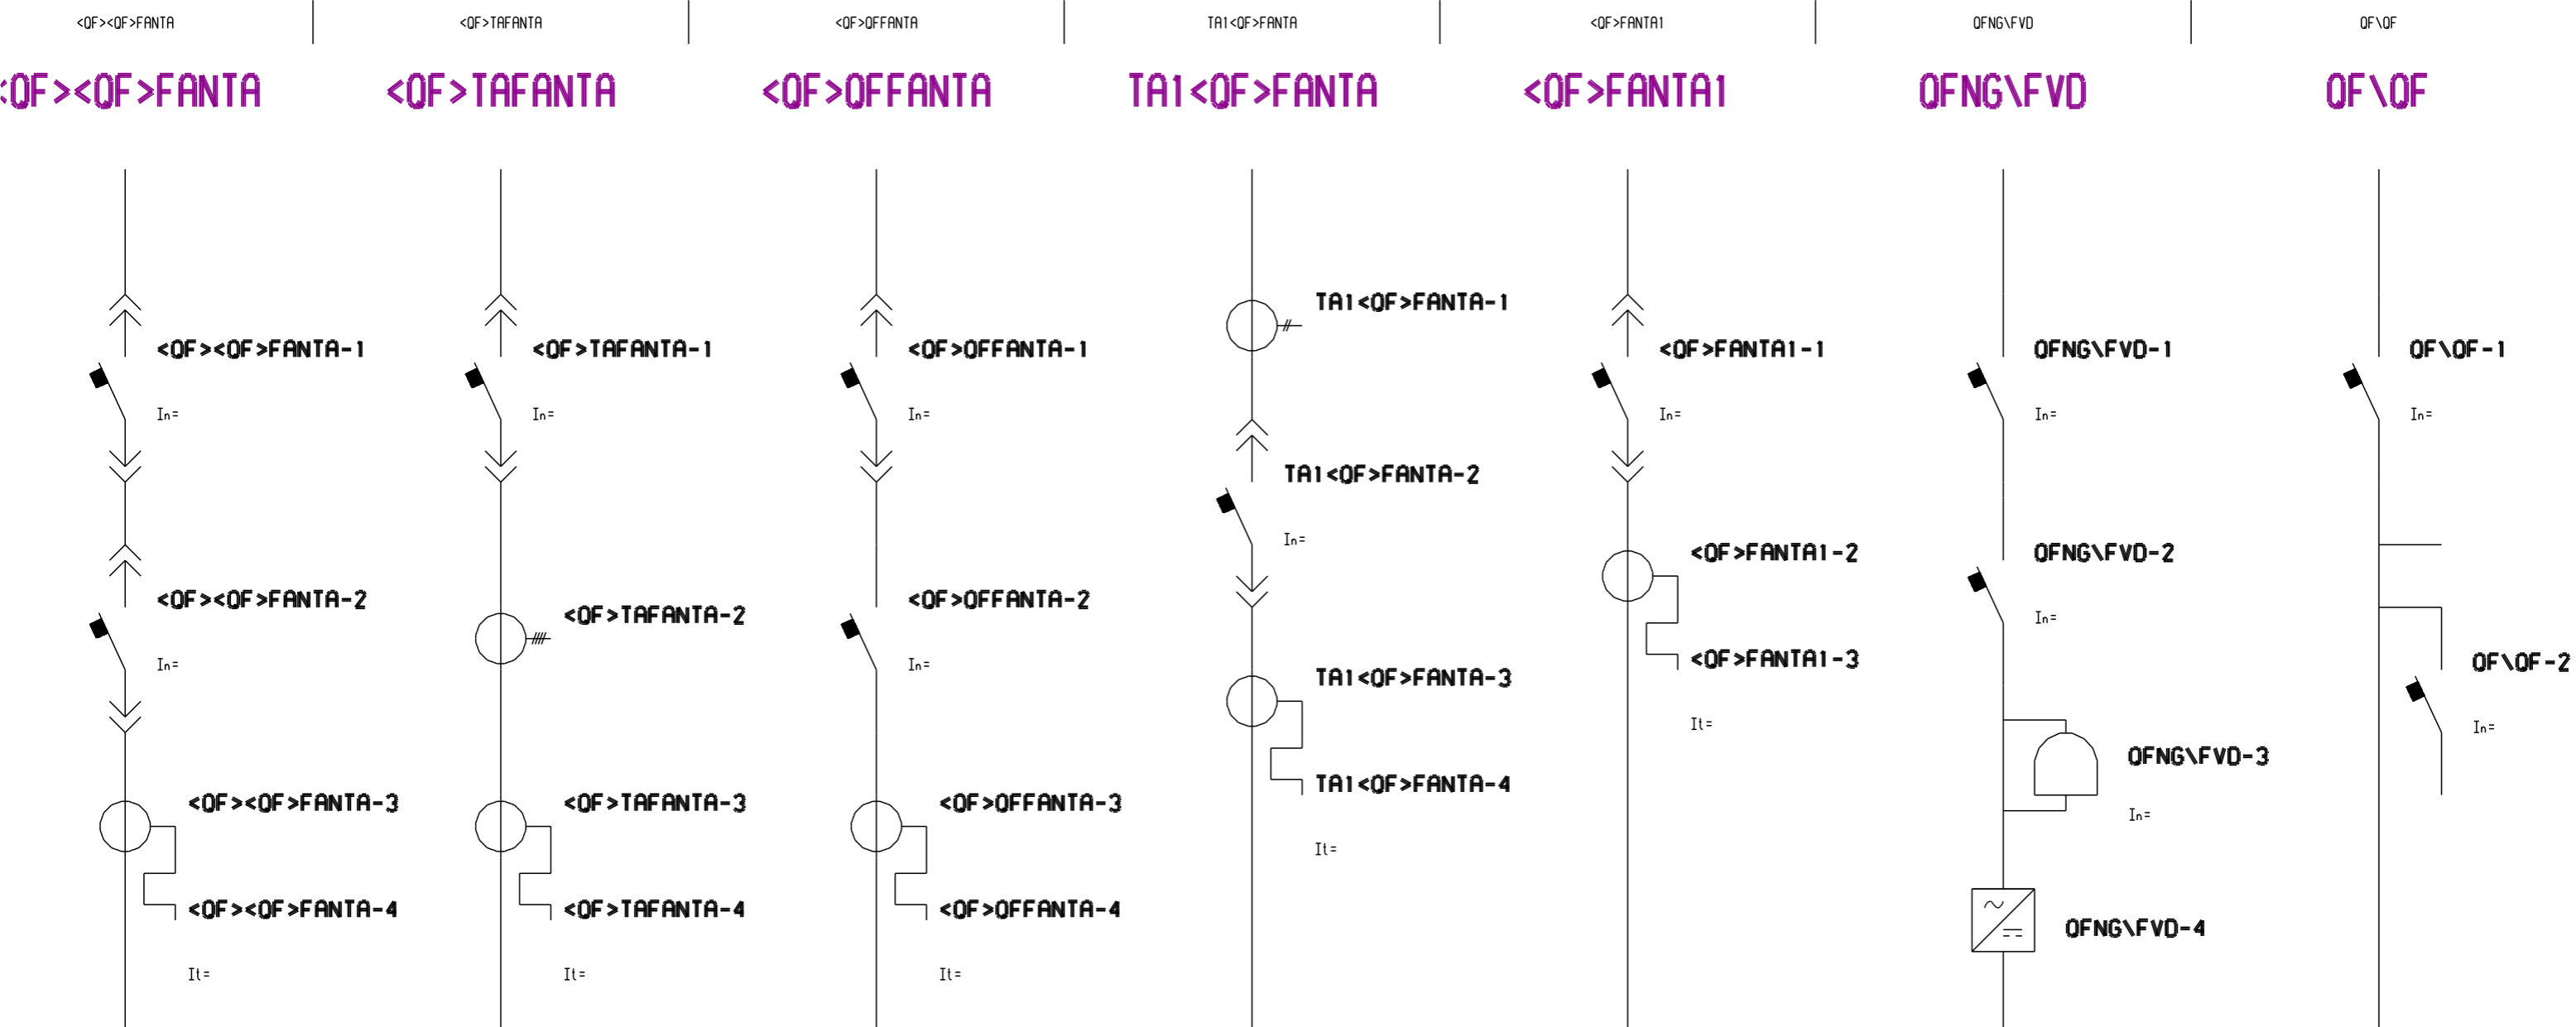 <QF><QF>FANTA
<QF>TAFANTA
<QF>QFFANTA
TA1<QF>FANTA
<QF>FANTA1
QFNG\FVD
QF\QF
<QF><QF>FANTA
<QF>TAFANTA
<QF>QFFANTA
TA1<QF>FANTA
<QF>FANTA1
QFNG\FVD
QF\QF
<QF><QF>FANTA-1
In=
<QF><QF>FANTA-2
In=
<QF><QF>FANTA-3
<QF><QF>FANTA-4
It=
<QF>TAFANTA-1
In=
<QF>TAFANTA-2
<QF>TAFANTA-3
<QF>TAFANTA-4
It=
<QF>QFFANTA-1
In=
<QF>QFFANTA-2
In=
<QF>QFFANTA-3
<QF>QFFANTA-4
It=
TA1<QF>FANTA-1
TA1<QF>FANTA-2
In=
TA1<QF>FANTA-3
TA1<QF>FANTA-4
It=
<QF>FANTA1-1
In=
<QF>FANTA1-2
<QF>FANTA1-3
It=
QFNG\FVD-1
In=
QFNG\FVD-2
In=
QFNG\FVD-3
In=
QFNG\FVD-4
QF\QF-1
In=
QF\QF-2
In=